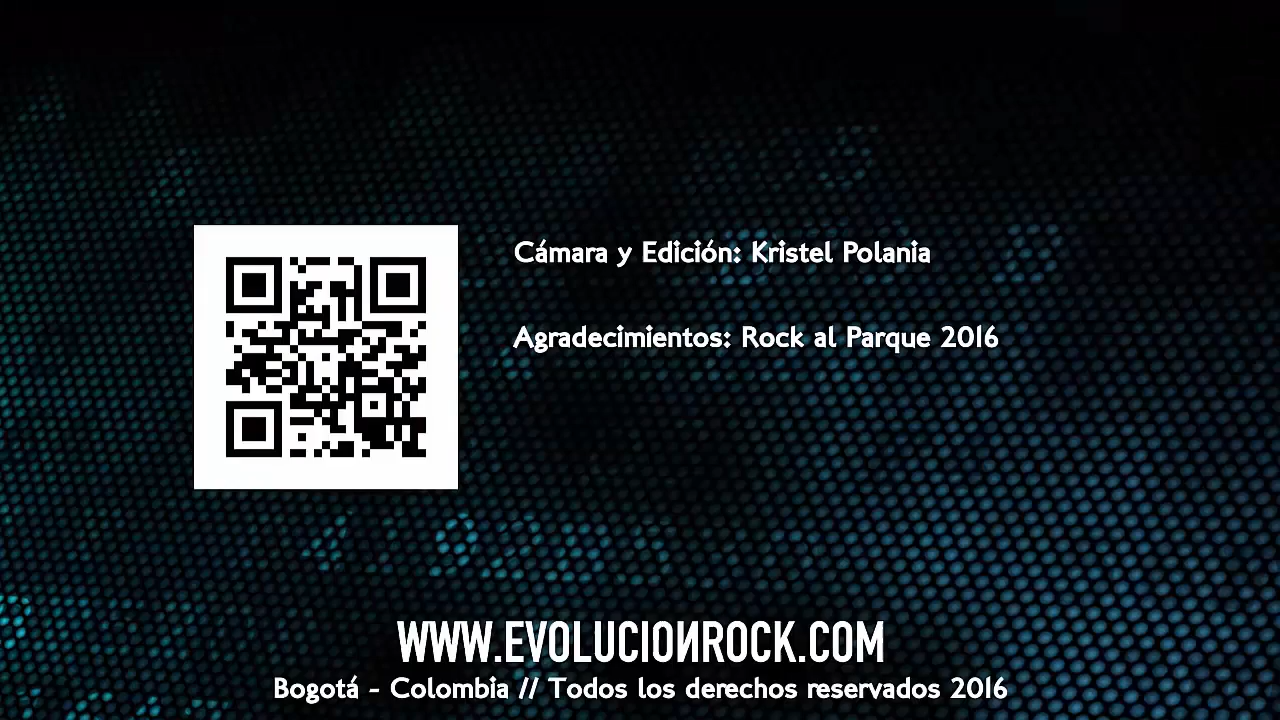 Cámara y Edición: Kristel Polania
Agradecimientos: Rock al Parque 2016
WWW.EVOLUCIONROCK.COM
Bogotá - Colombia // Todos los derechos reservados 2016